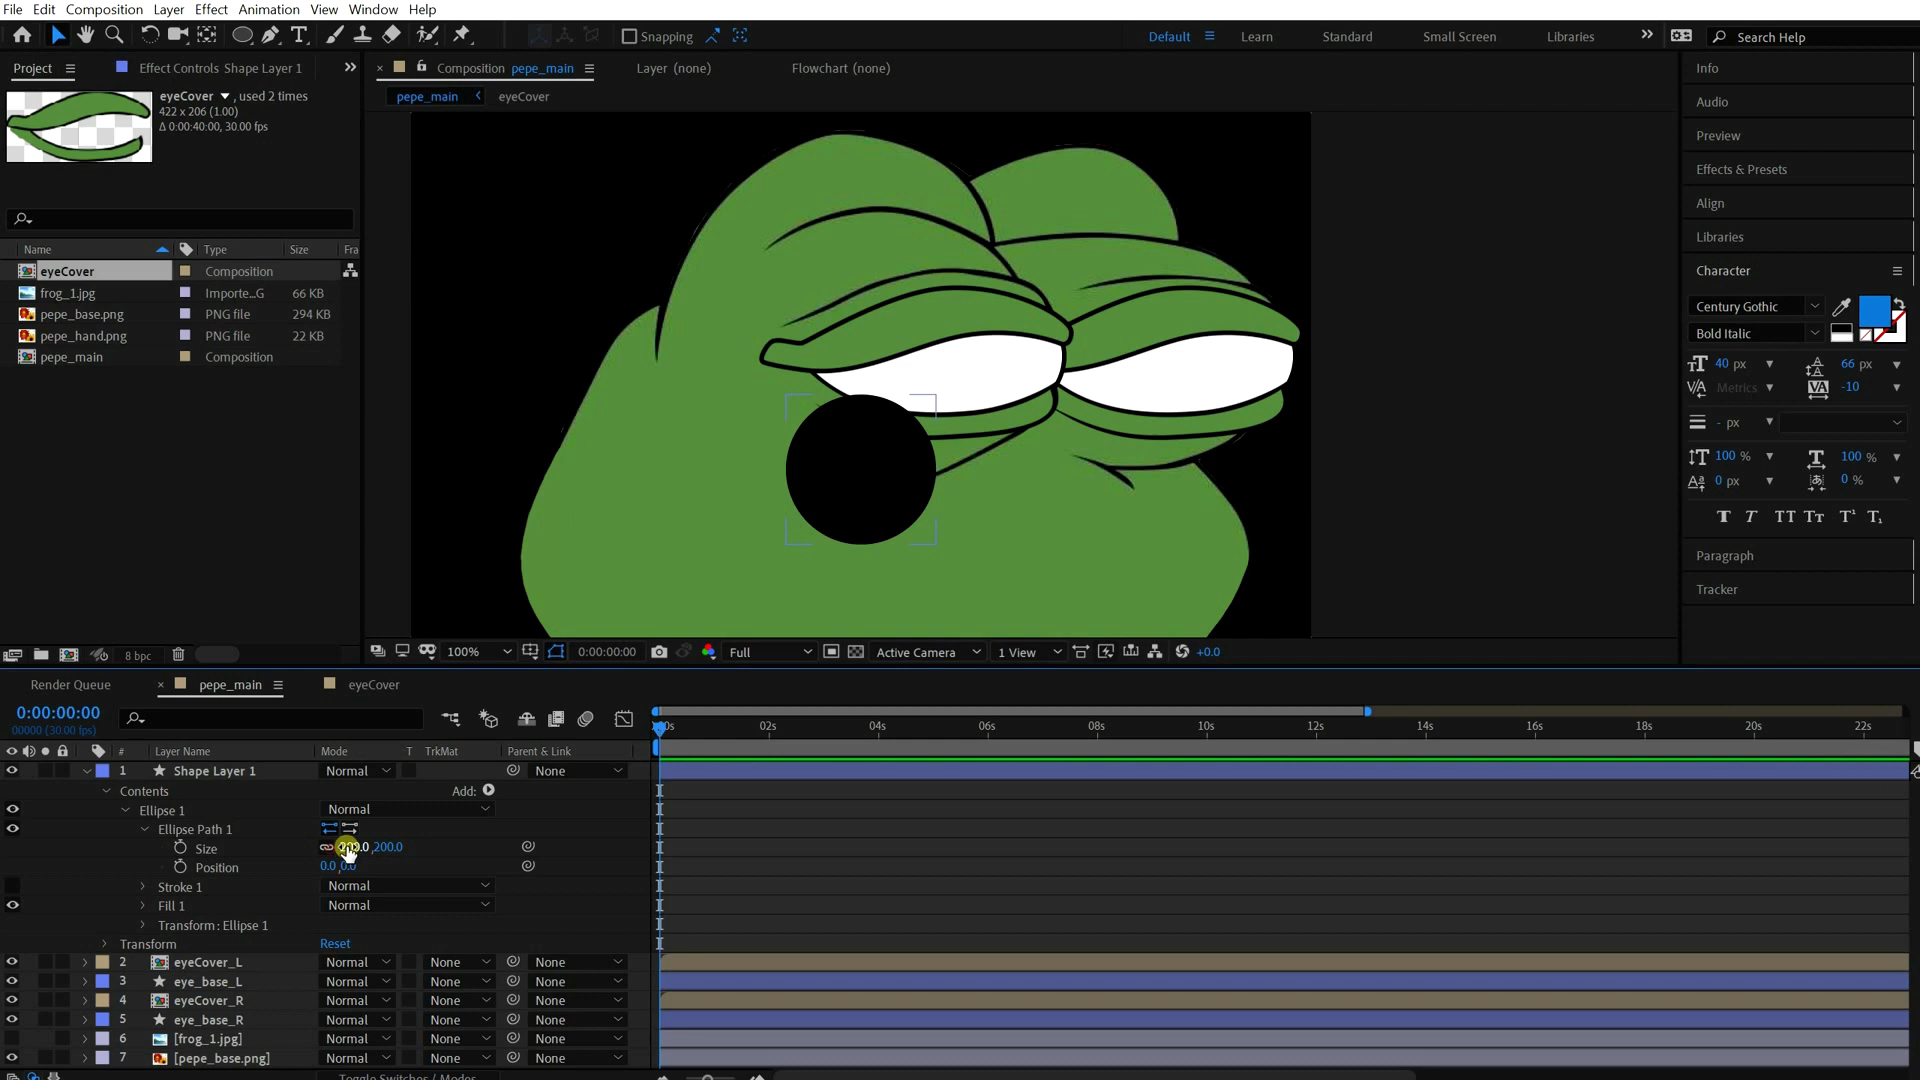 File Edit Composition Layer Effect Animation View Window Help
Snapping
Default
Learn
Standard
Small Screen
Libraries
Search Help
Project
Effect Controls Shape Layer 1
Composition pepe_main
Layer (none)
Flowchart (none)
eyeCover , used 2 times
422 x 206 (1.00)
Δ 0:00:40:00, 30.00 fps
pepe_main
eyeCover
Name
Type
Size
Fra
eyeCover
Composition
frog_1.jpg
Importe...G
66 KB
pepe_base.png
PNG file
294 KB
pepe_hand.png
PNG file
22 KB
pepe_main
Composition
8 bpc
100%
0:00:00:00
Full
Active Camera
1 View
+0.0
Info
Audio
Preview
Effects & Presets
Align
Libraries
Character
Century Gothic
Bold Italic
40 px
66 px
Metrics
-10
- px
100 %
100 %
0 px
0 %
Paragraph
Tracker
Render Queue
pepe_main
eyeCover
0:00:00:00
00000 (30.00 fps)
02s
04s
06s
08s
10s
12s
14s
16s
18s
20s
22s
#
Layer Name
Mode
T
TrkMat
Parent & Link
1
Shape Layer 1
Normal
None
Contents
Add:
Ellipse 1
Normal
Ellipse Path 1
Size
,200.0
Position
0.0,0.0
Stroke 1
Normal
Fill 1
Normal
Transform: Ellipse 1
Transform
Reset
2
eyeCover_L
Normal
None
None
3
eye_base_L
Normal
None
None
4
eyeCover_R
Normal
None
None
5
eye_base_R
Normal
None
None
6
[frog_1.jpg]
Normal
None
None
7
[pepe_base.png]
Normal
None
None
Toggle Switches / Modes